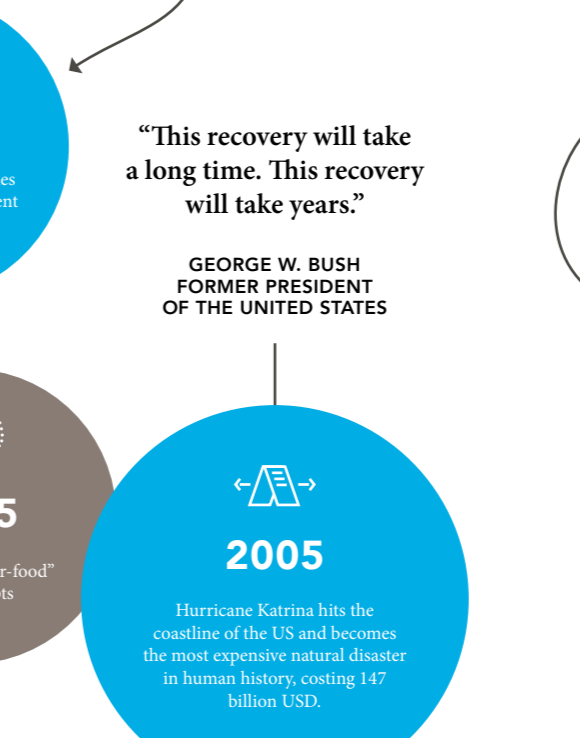 “This recovery will take
a long time. This recovery
will take years.”
GEORGE W. BUSH
FORMER PRESIDENT
OF THE UNITED STATES
2005
Hurricane Katrina hits the
coastline of the US and becomes
the most expensive natural disaster
in human history, costing 147
billion USD.